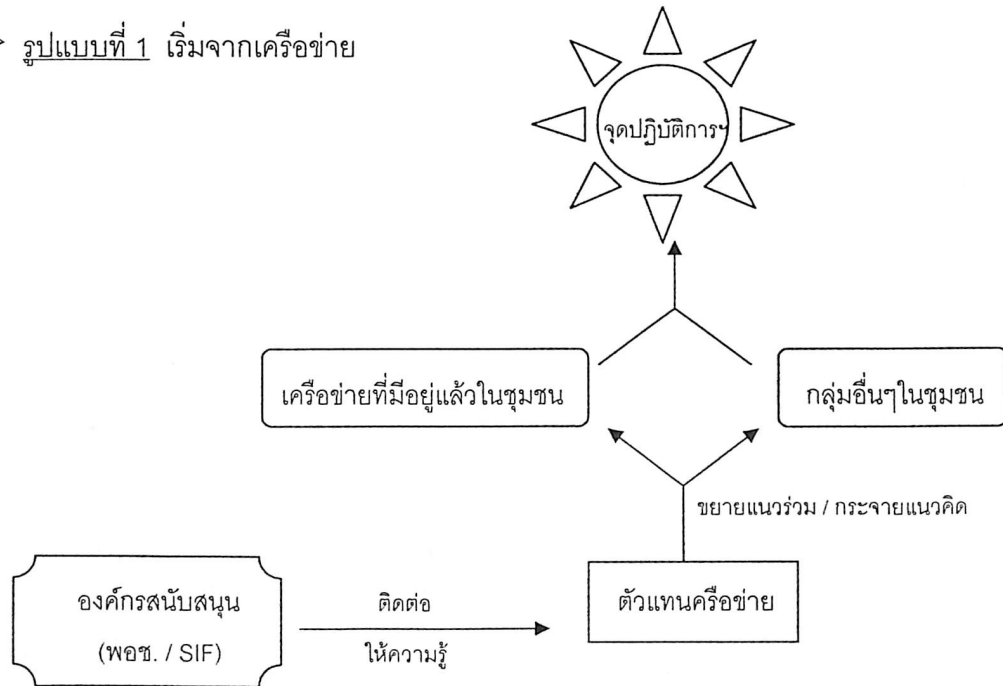 รูปแบบที่ 1 เริ่มจากเครือข่าย
จุดปฏิบัติการฯ
เครือข่ายที่มีอยู่แล้วในชุมชน
กลุ่มอื่นๆในชุมชน
ขยายแนวร่วม / กระจายแนวคิด
องค์กรสนับสนุน
(พอช. / SIF)
ติดต่อ
ให้ความรู้
ตัวแทนครือข่าย